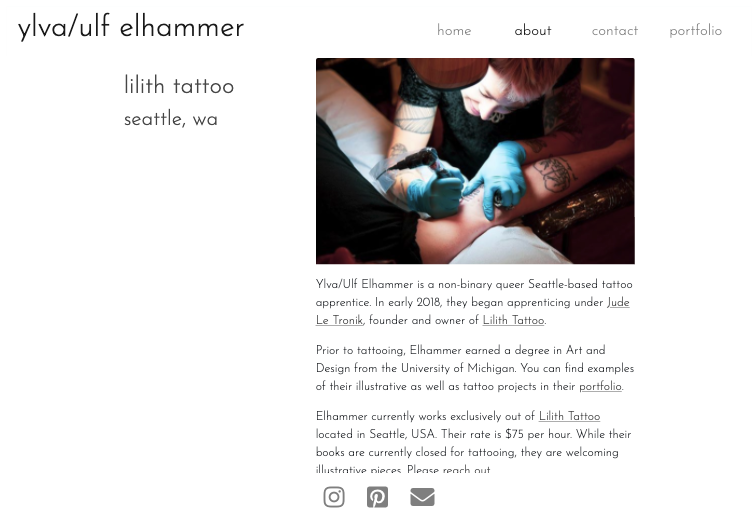 ylva/ulf elhammer
home about contact portfolio
lilith tattoo
seattle, wa
Ylva/Ulf Elhammer is a non-binary queer Seattle-based tattoo
apprentice. In early 2018, they began apprenticing under Jude
Le Tronik, founder and owner of Lilith Tattoo.
Prior to tattooing, Elhammer earned a degree in Art and
Design from the University of Michigan. You can find examples
of their illustrative as well as tattoo projects in their portfolio.
Elhammer currently works exclusively out of Lilith Tattoo
located in Seattle, USA. Their rate is $75 per hour. While their
books are currently closed for tattooing, they are welcoming
illustrative pieces. Please reach out